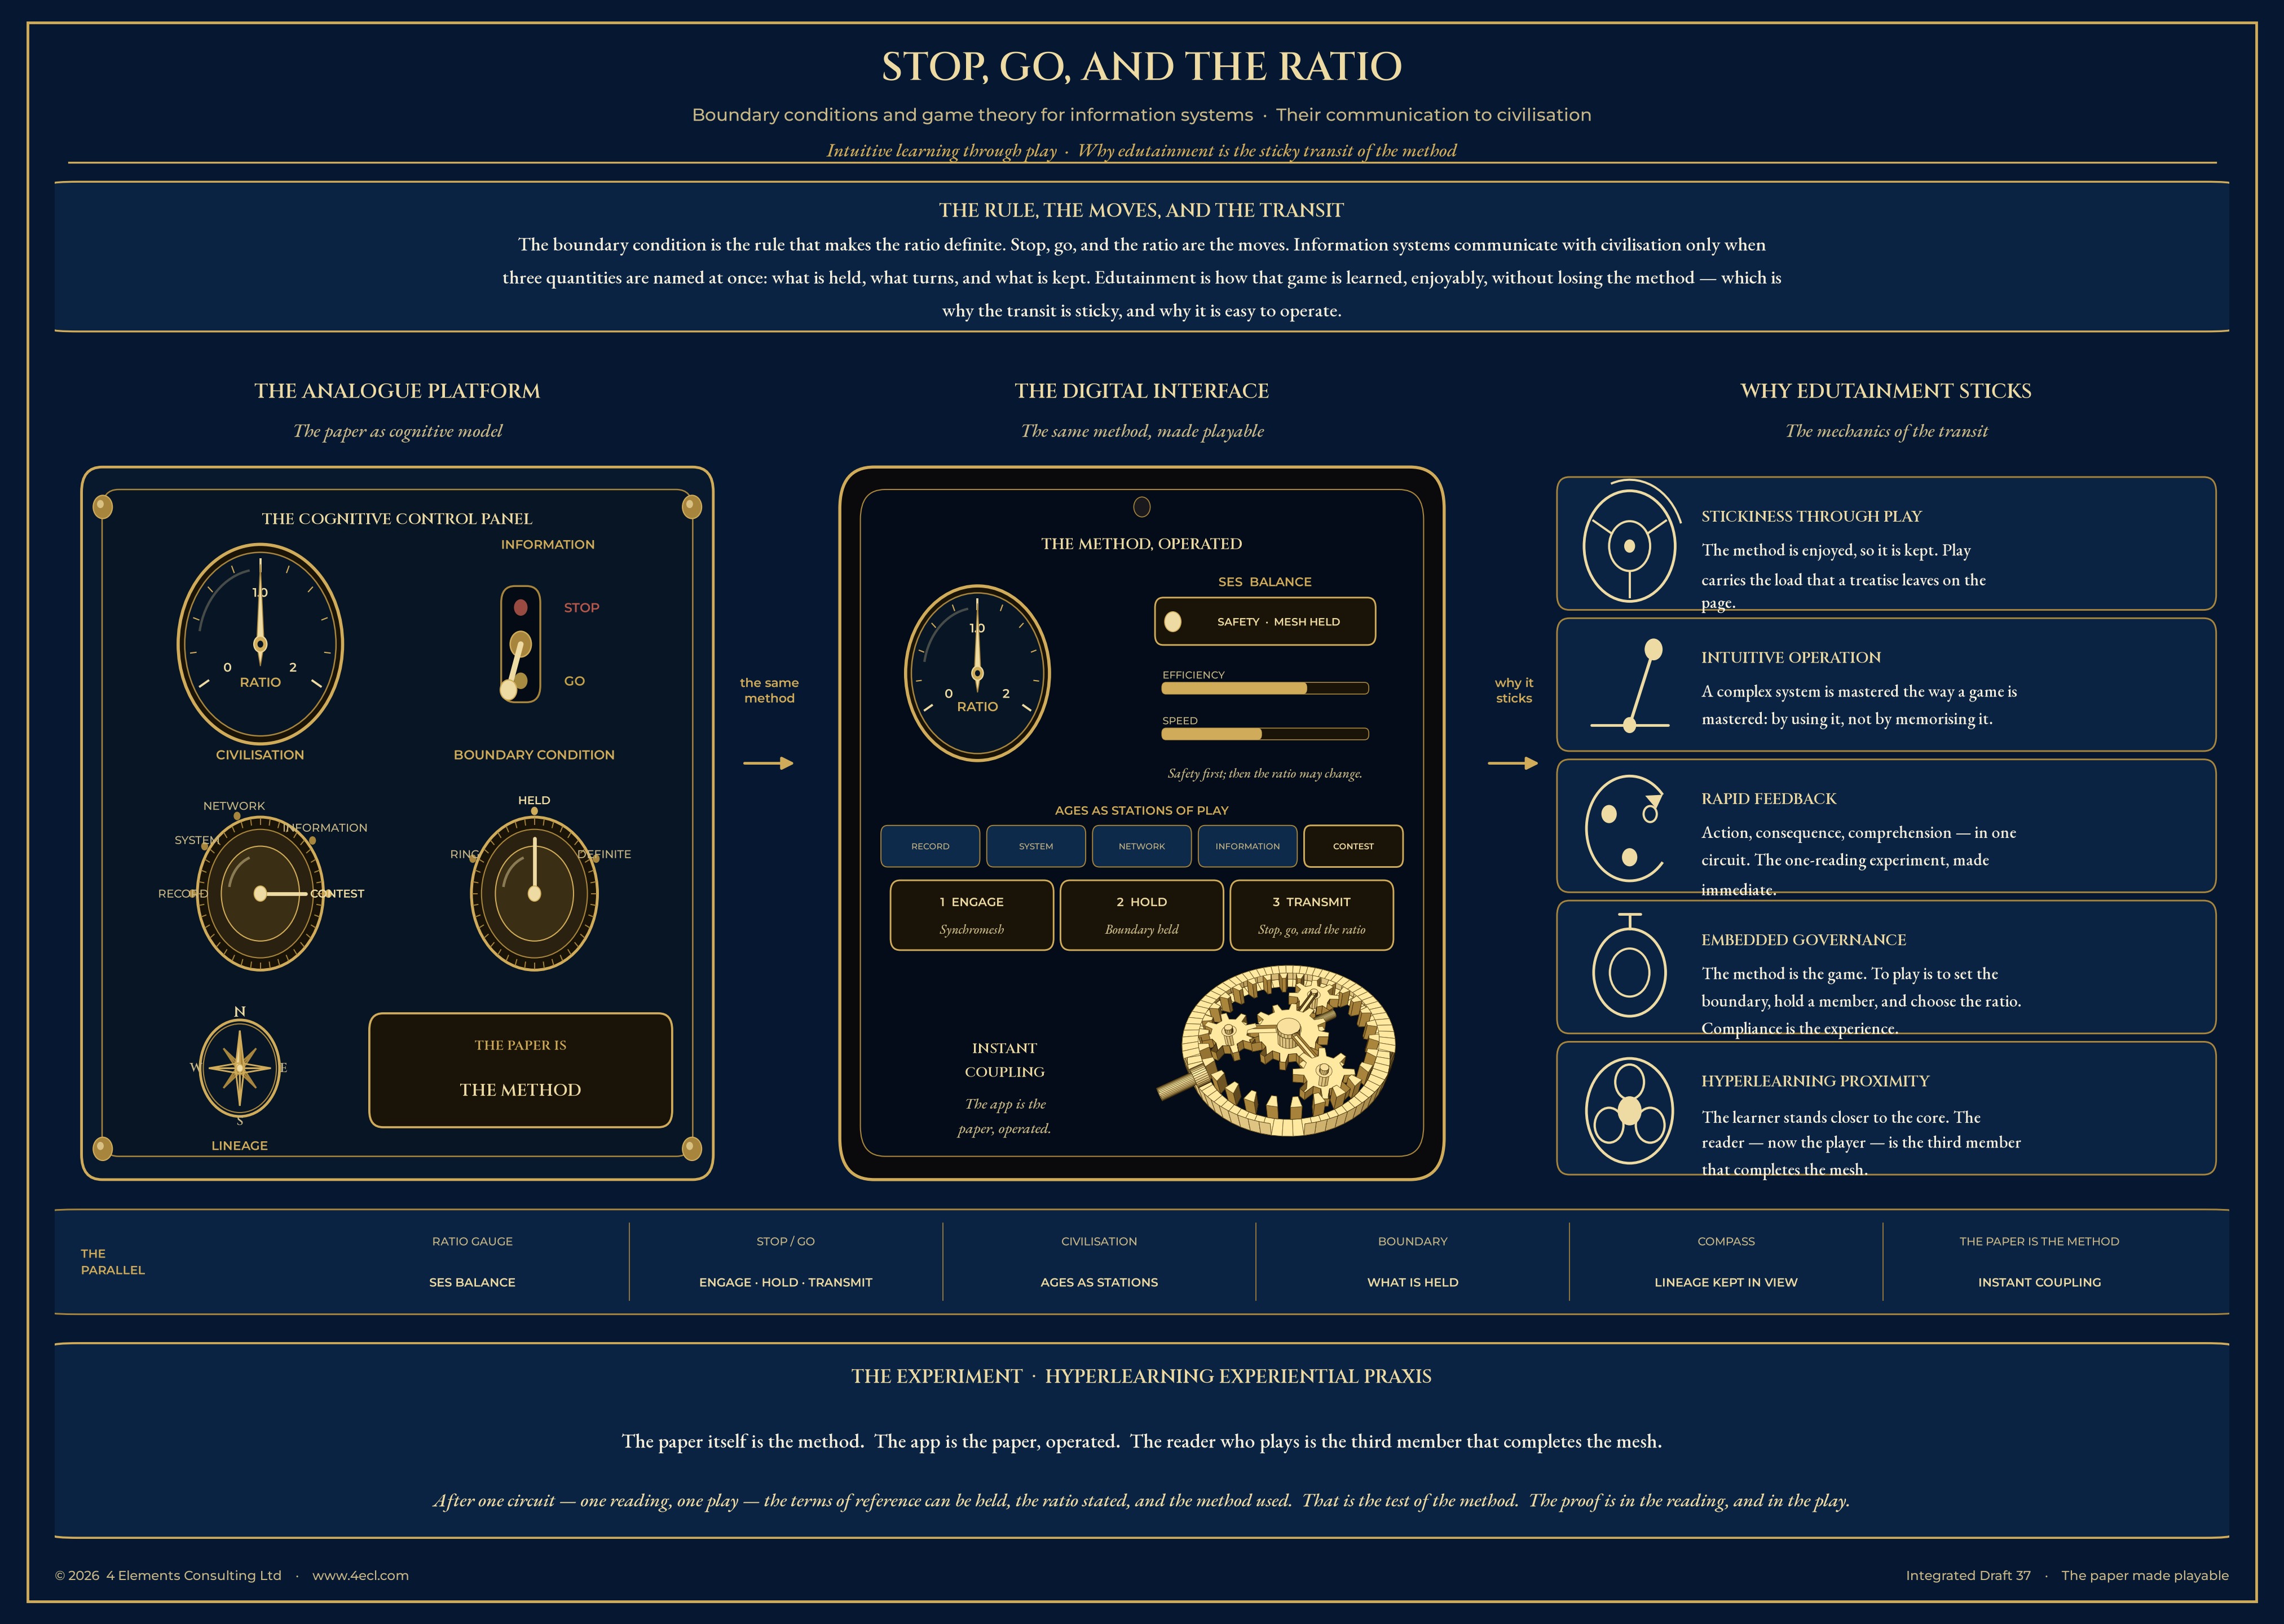 STOP, GO, AND THE RATIO
Boundary conditions and game theory for information systems · Their communication to civilisation
Intuitive learning through play · Why edutainment is the sticky transit of the method
THE RULE, THE MOVES, AND THE TRANSIT
The boundary condition is the rule that makes the ratio definite. Stop, go, and the ratio are the moves. Information systems communicate with civilisation only when
three quantities are named at once: what is held, what turns, and what is kept. Edutainment is how that game is learned, enjoyably, without losing the method — which is
why the transit is sticky, and why it is easy to operate.
THE ANALOGUE PLATFORM
The paper as cognitive model
THE COGNITIVE CONTROL PANEL
INFORMATION
1.0
0
2
RATIO
STOP
GO
CIVILISATION
BOUNDARY CONDITION
NETWORK
INFORMATION
SYSTEM
RECORD
CONTEST
HELD
RING
DEFINITE
N
W
E
S
LINEAGE
THE PAPER IS
THE METHOD
the same
method
THE DIGITAL INTERFACE
The same method, made playable
THE METHOD, OPERATED
1.0
0
2
RATIO
SES BALANCE
SAFETY · MESH HELD
EFFICIENCY
SPEED
Safety first; then the ratio may change.
AGES AS STATIONS OF PLAY
RECORD
SYSTEM
NETWORK
INFORMATION
CONTEST
1 ENGAGE
Synchromesh
2 HOLD
Boundary held
3 TRANSMIT
Stop, go, and the ratio
INSTANT
COUPLING
The app is the
paper, operated.
why it
sticks
WHY EDUTAINMENT STICKS
The mechanics of the transit
STICKINESS THROUGH PLAY
The method is enjoyed, so it is kept. Play
carries the load that a treatise leaves on the
page.
INTUITIVE OPERATION
A complex system is mastered the way a game is
mastered: by using it, not by memorising it.
RAPID FEEDBACK
Action, consequence, comprehension — in one
circuit. The one-reading experiment, made
immediate.
EMBEDDED GOVERNANCE
The method is the game. To play is to set the
boundary, hold a member, and choose the ratio.
Compliance is the experience.
HYPERLEARNING PROXIMITY
The learner stands closer to the core. The
reader — now the player — is the third member
that completes the mesh.
THE
PARALLEL
RATIO GAUGE
SES BALANCE
STOP / GO
ENGAGE · HOLD · TRANSMIT
CIVILISATION
AGES AS STATIONS
BOUNDARY
WHAT IS HELD
COMPASS
LINEAGE KEPT IN VIEW
THE PAPER IS THE METHOD
INSTANT COUPLING
THE EXPERIMENT · HYPERLEARNING EXPERIENTIAL PRAXIS
The paper itself is the method. The app is the paper, operated. The reader who plays is the third member that completes the mesh.
After one circuit — one reading, one play — the terms of reference can be held, the ratio stated, and the method used. That is the test of the method. The proof is in the reading, and in the play.
© 2026 4 Elements Consulting Ltd · www.4ecl.com
Integrated Draft 37 · The paper made playable